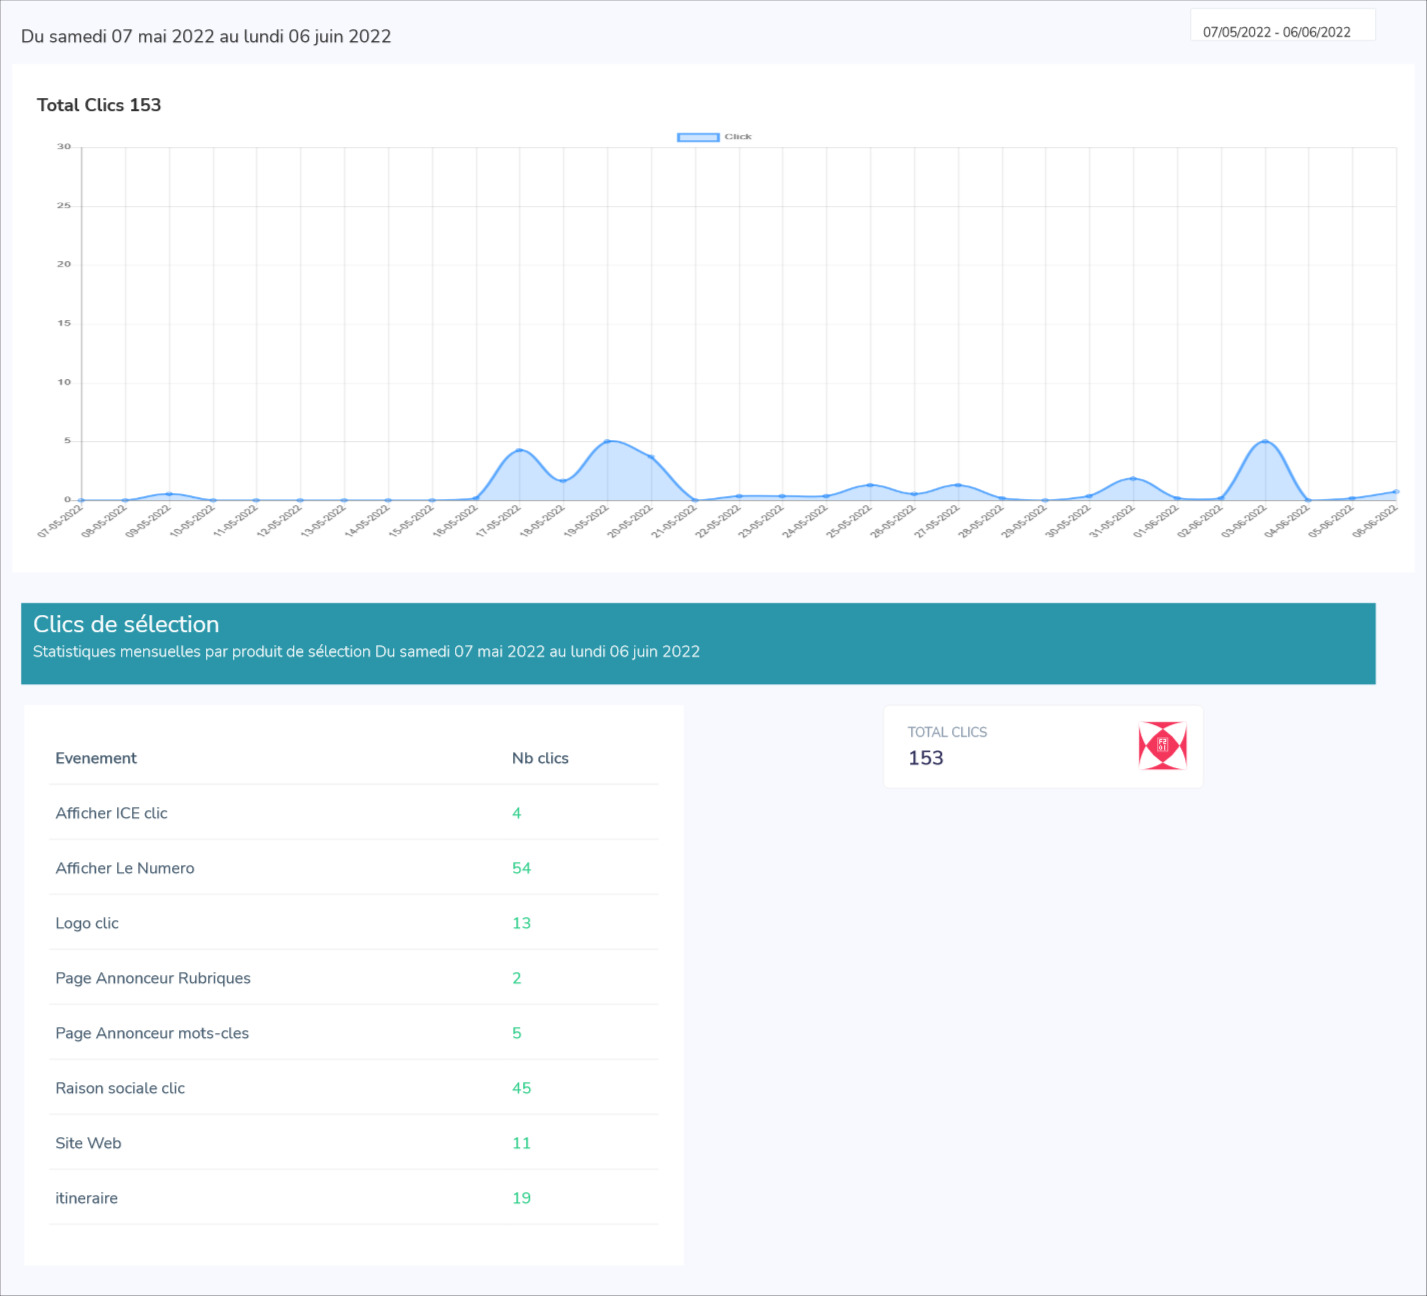 Du samedi 07 mai 2022 au lundi 06 juin 2022
07/05/2022 - 06/06/2022
Total Clics 153
Click
30
25
20
15
10
5
0
07-05-2022
08-05-2022
09-05-2022
10-05-2022
11-05-2022
12-05-2022
13-05-2022
14-05-2022
15-05-2022
16-05-2022
17-05-2022
18-05-2022
19-05-2022
20-05-2022
21-05-2022
22-05-2022
23-05-2022
24-05-2022
25-05-2022
26-05-2022
27-05-2022
28-05-2022
29-05-2022
30-05-2022
31-05-2022
01-06-2022
02-06-2022
03-06-2022
04-06-2022
05-06-2022
06-06-2022
Clics de sélection
Statistiques mensuelles par produit de sélection Du samedi 07 mai 2022 au lundi 06 juin 2022
Evenement Nb clics
Afficher ICE clic 4
Afficher Le Numero 54
Logo clic 13
Page Annonceur Rubriques 2
Page Annonceur mots-cles 5
Raison sociale clic 45
Site Web 11
itineraire 19
TOTAL CLICS
153